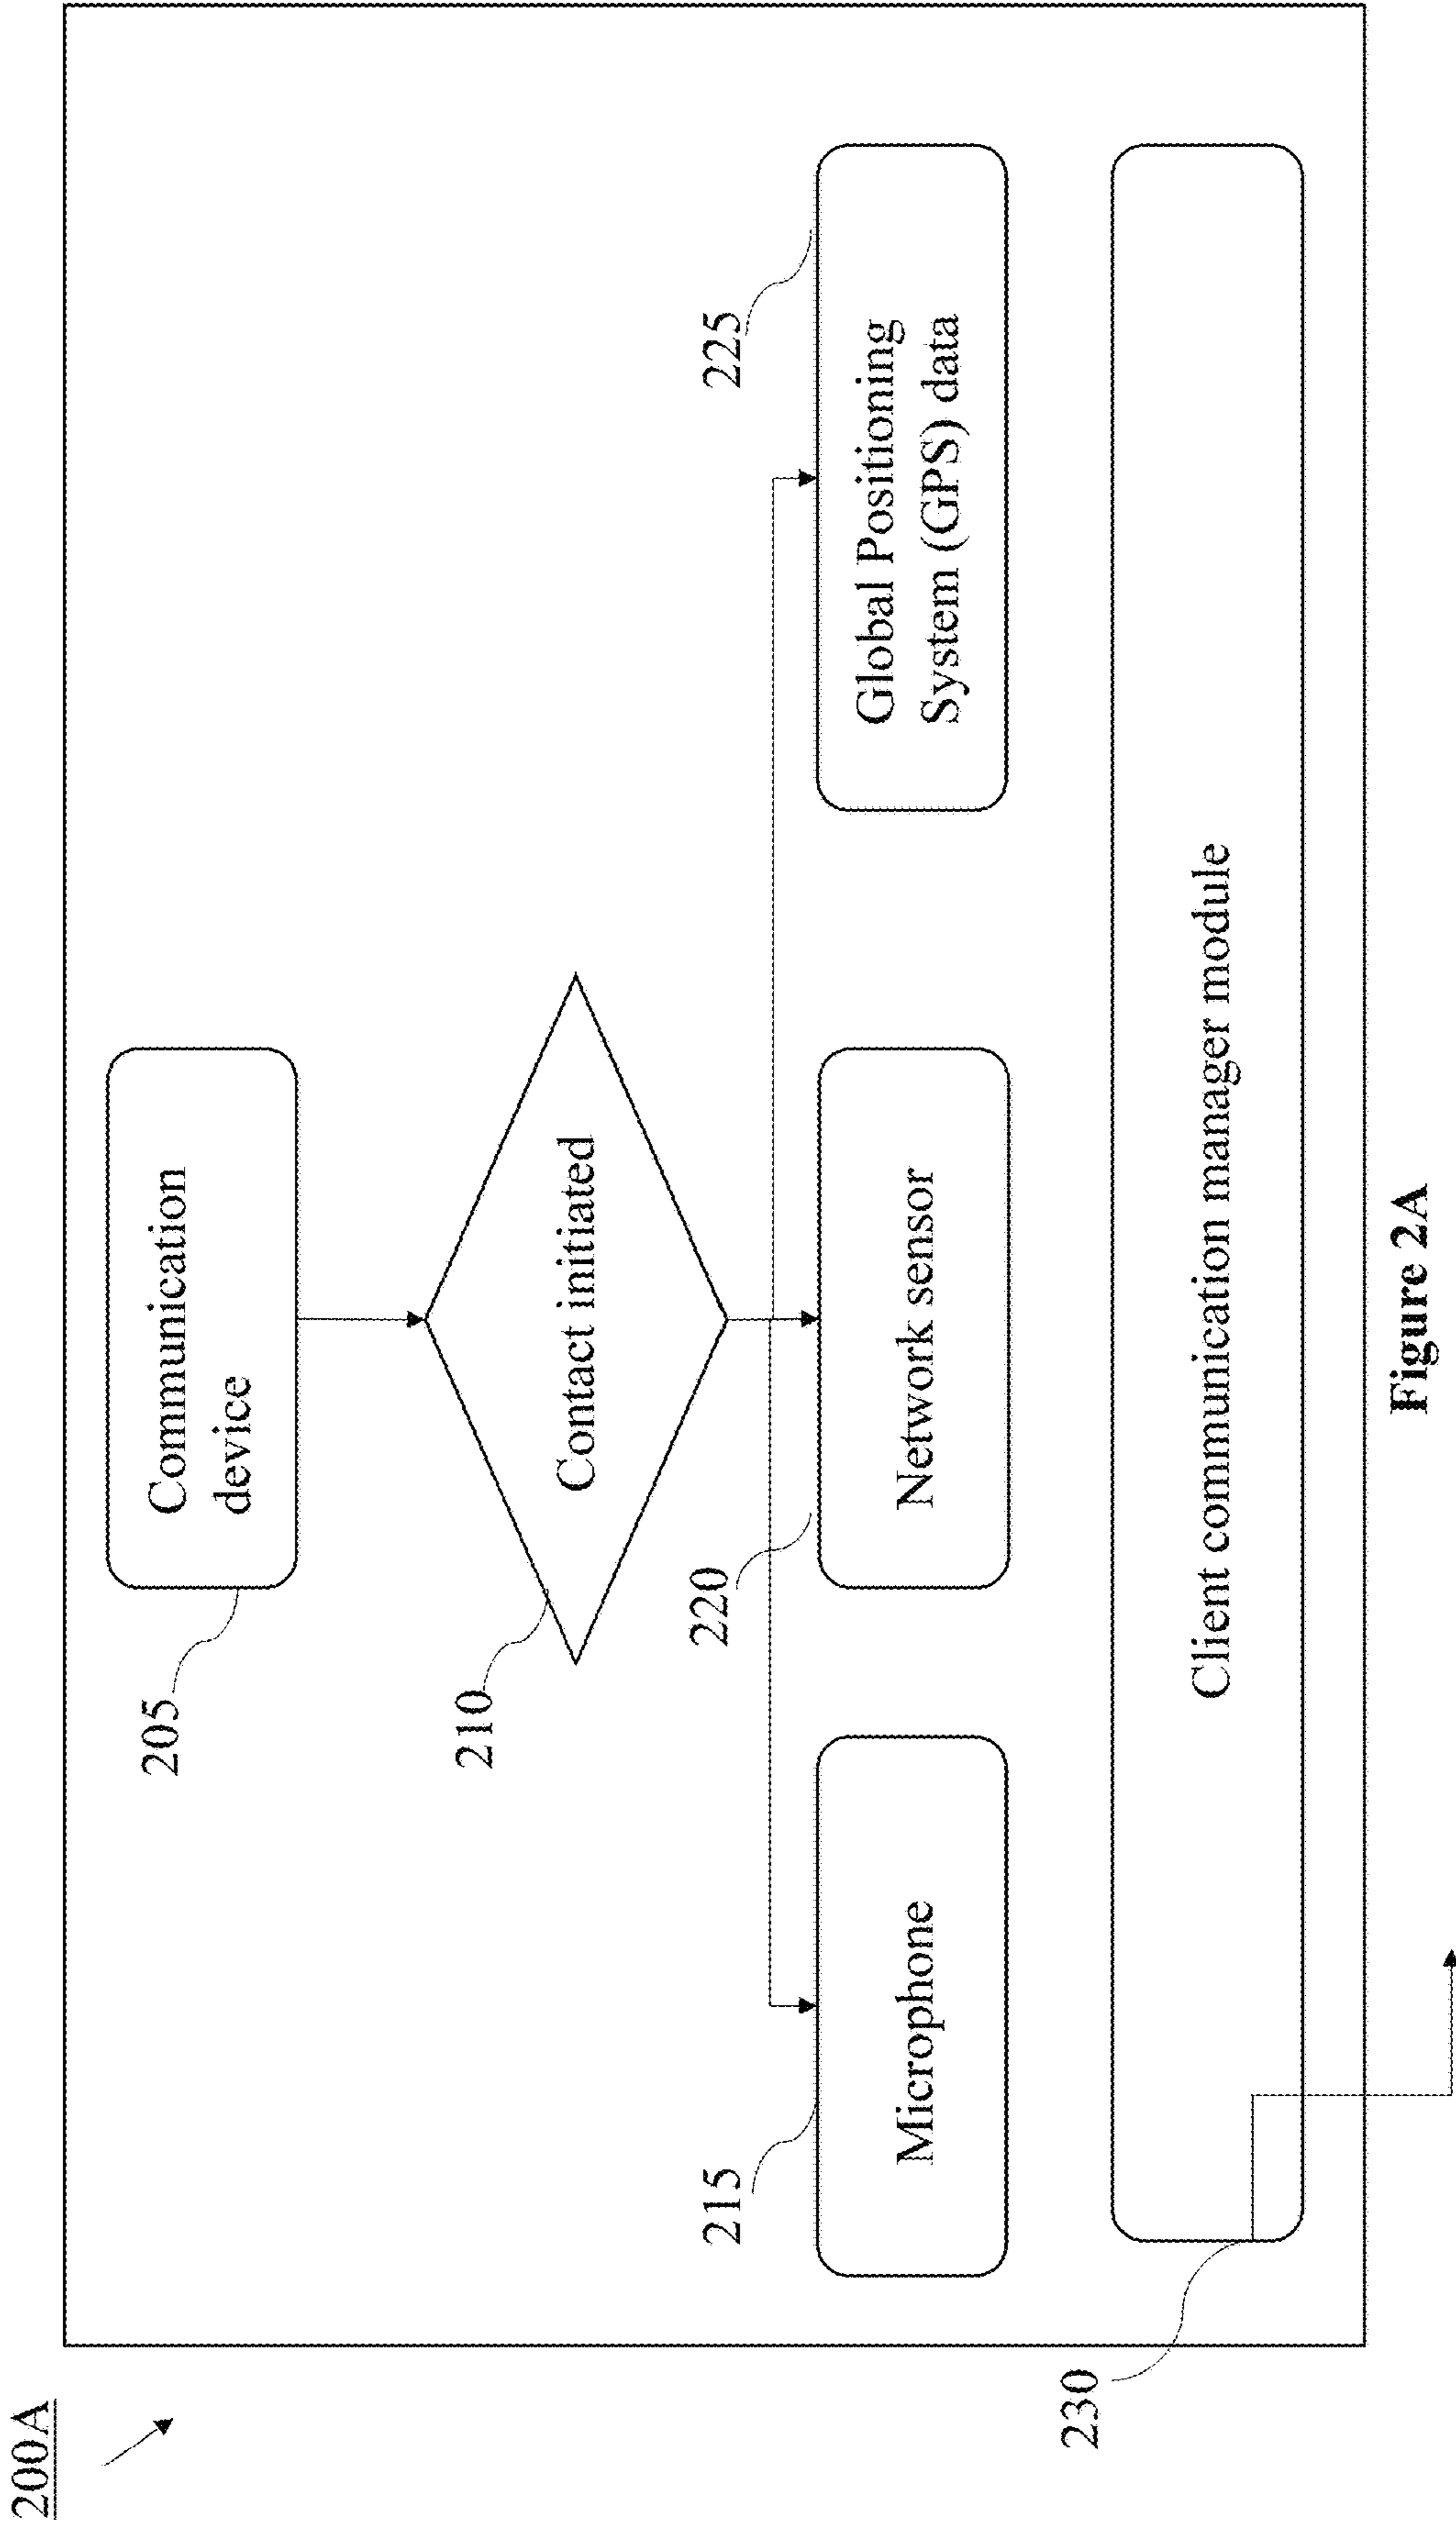 200A
205
Communication
device
210
Contact initiated
215
220
225
Microphone
Network sensor
Global Positioning
System (GPS) data
230
Client communication manager module
Figure 2A